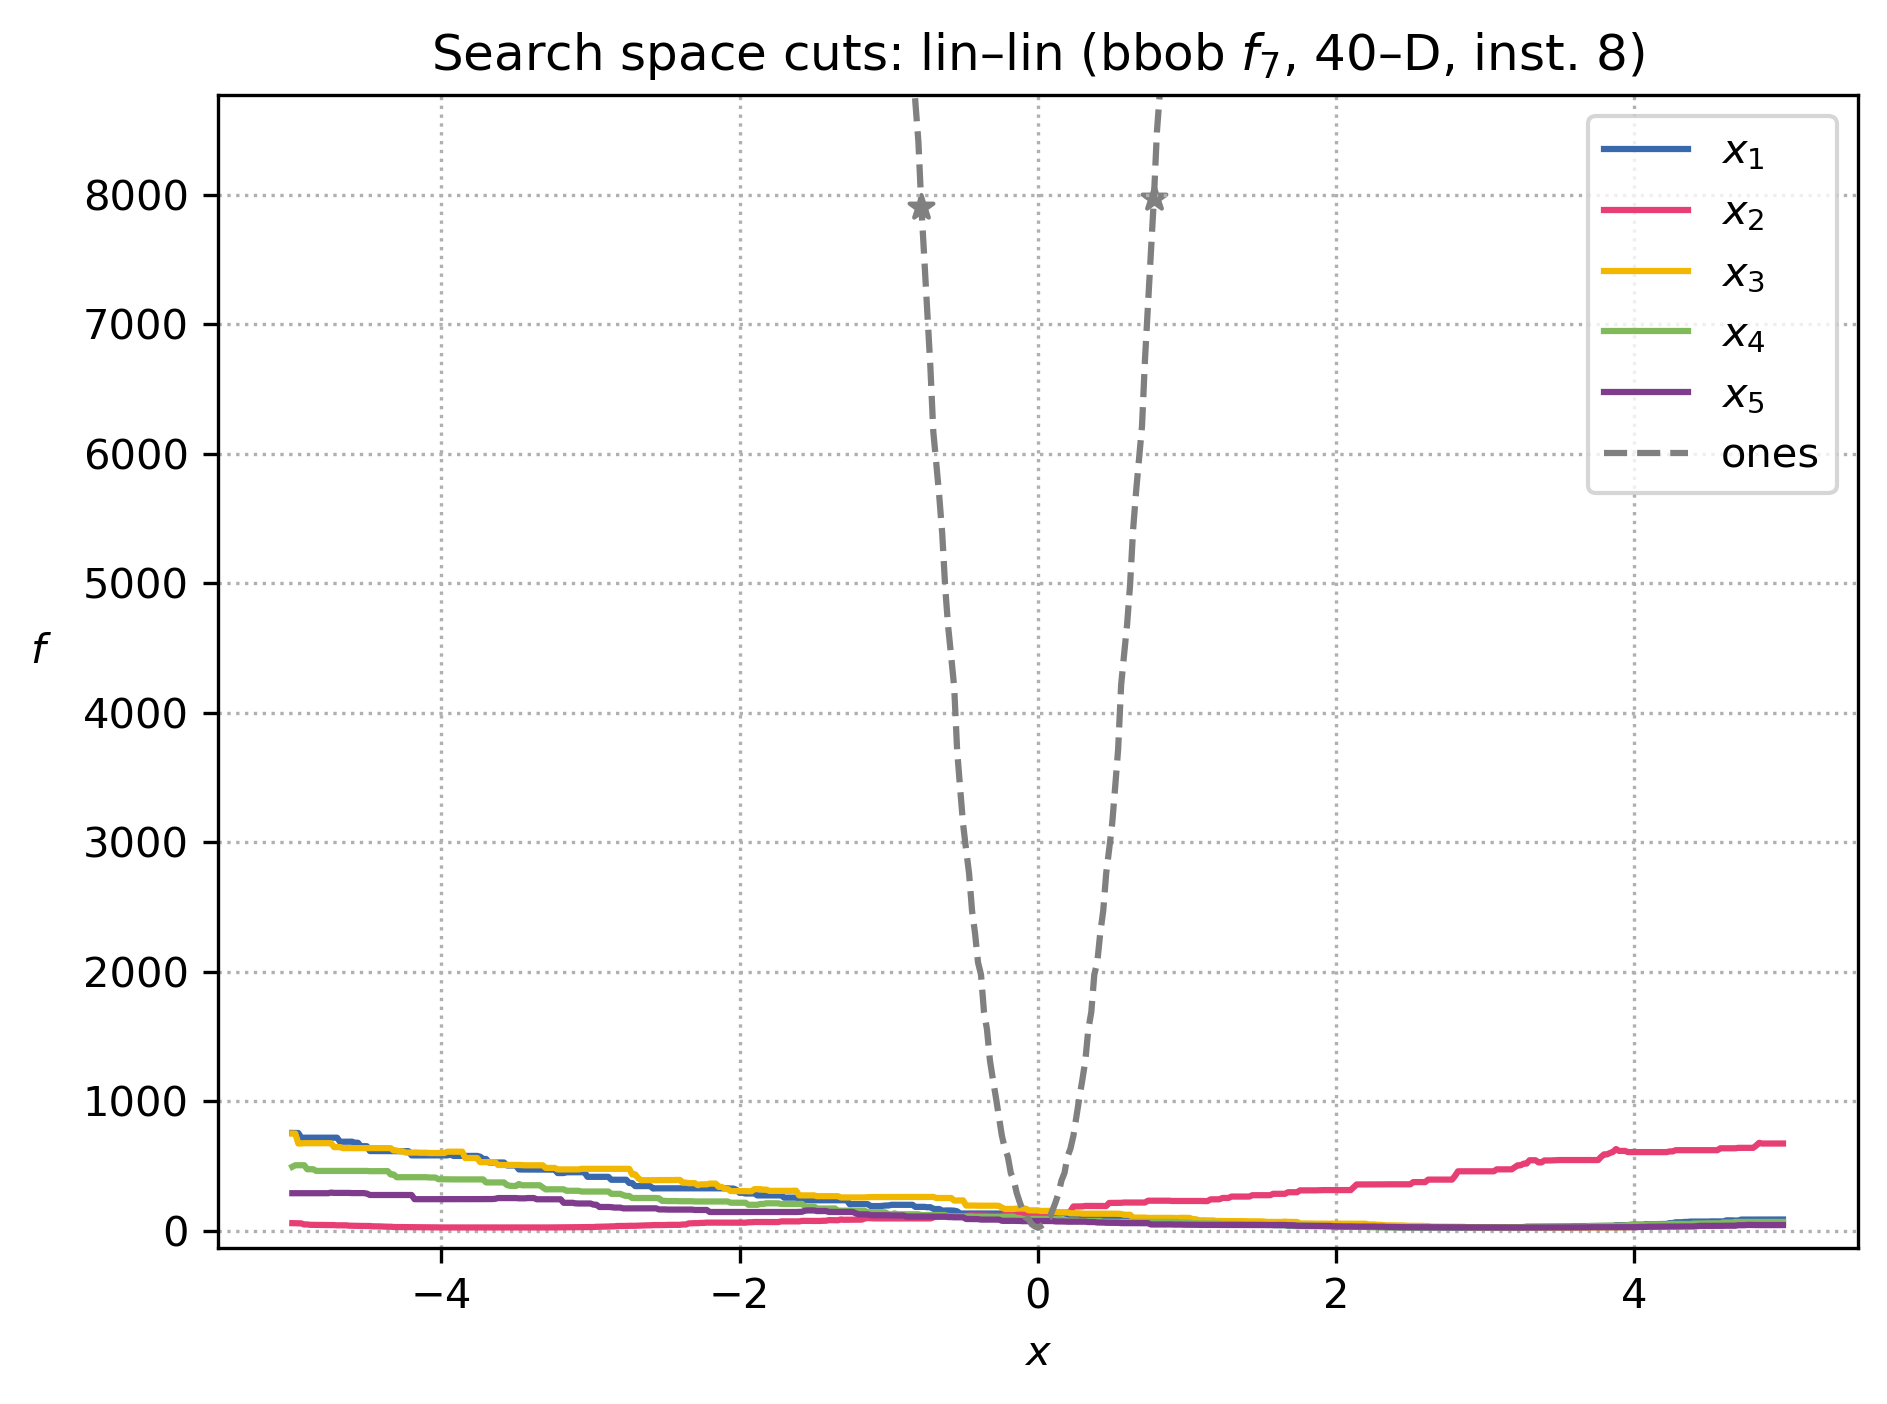 Search space cuts: lin–lin (bbob f₇, 40–D, inst. 8)
x₁
x₂
x₃
x₄
x₅
ones
8000
7000
6000
5000
4000
3000
2000
1000
0
f
−4 −2 0 2 4
x